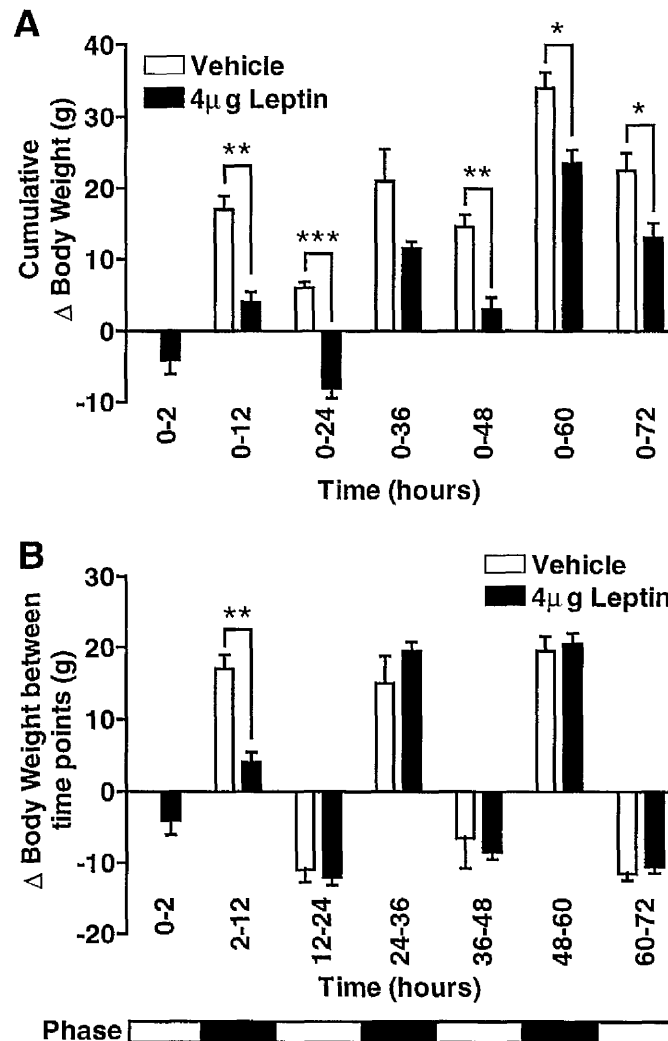 A
Cumulative
Δ Body Weight (g)
40
30
20
10
0
-10
Vehicle
4μ g Leptin
**
***
**
*
*
0-2
0-12
0-24
0-36
0-48
0-60
0-72
Time (hours)
B
Δ Body Weight between
time points (g)
30
20
10
0
-10
-20
Vehicle
4μ g Leptin
**
0-2
2-12
12-24
24-36
36-48
48-60
60-72
Time (hours)
Phase